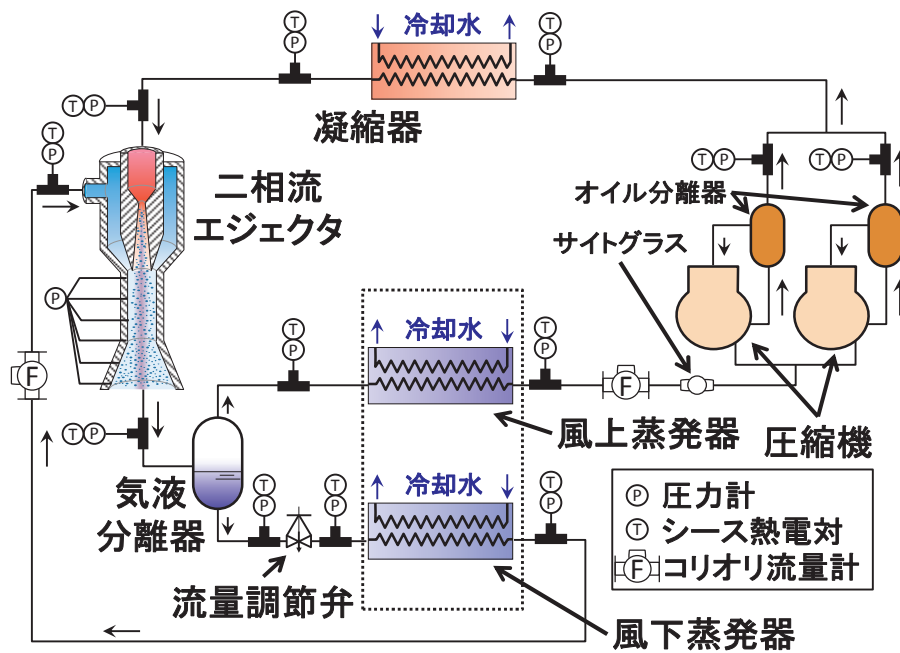 T
P
冷却水
T
P
T P
凝縮器
T
P
二相流
エジェクタ
T P
T P
オイル分離器
サイトグラス
P
T
P
冷却水
T
P
F
F
風上蒸発器
圧縮機
T P
気液
分離器
T
P
T
P
冷却水
T
P
流量調節弁
風下蒸発器
P 圧力計
T シース熱電対
F コリオリ流量計